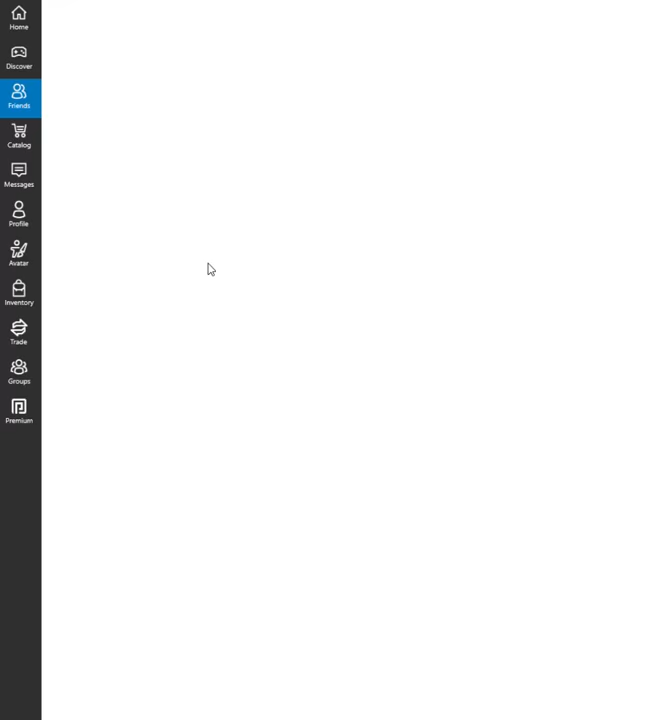 Home
Discover
Friends
Catalog
Messages
Profile
Avatar
Inventory
Trade
Groups
Premium